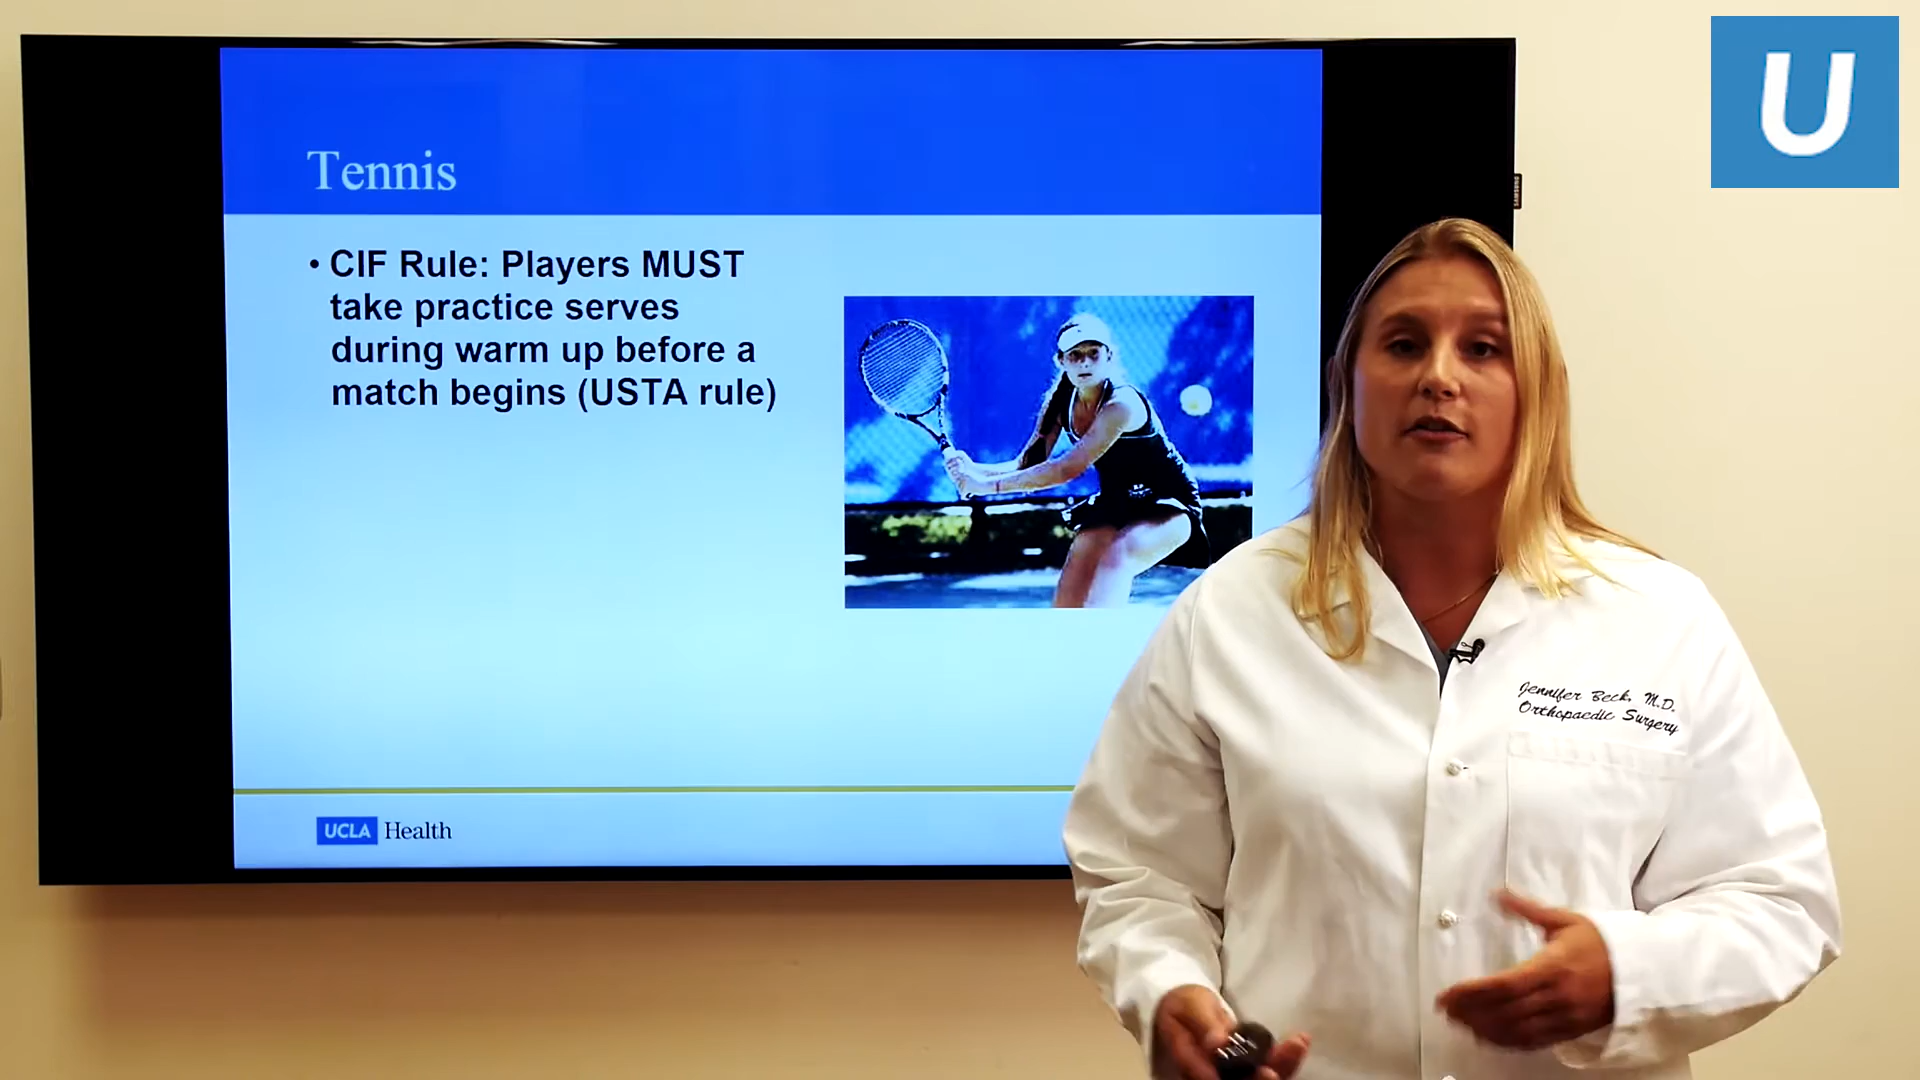 U
SAMSUNG
Tennis
• CIF Rule: Players MUST
take practice serves
during warm up before a
match begins (USTA rule)
UCLA Health
Jennifer Beck, M.D.
Orthopaedic Surgery